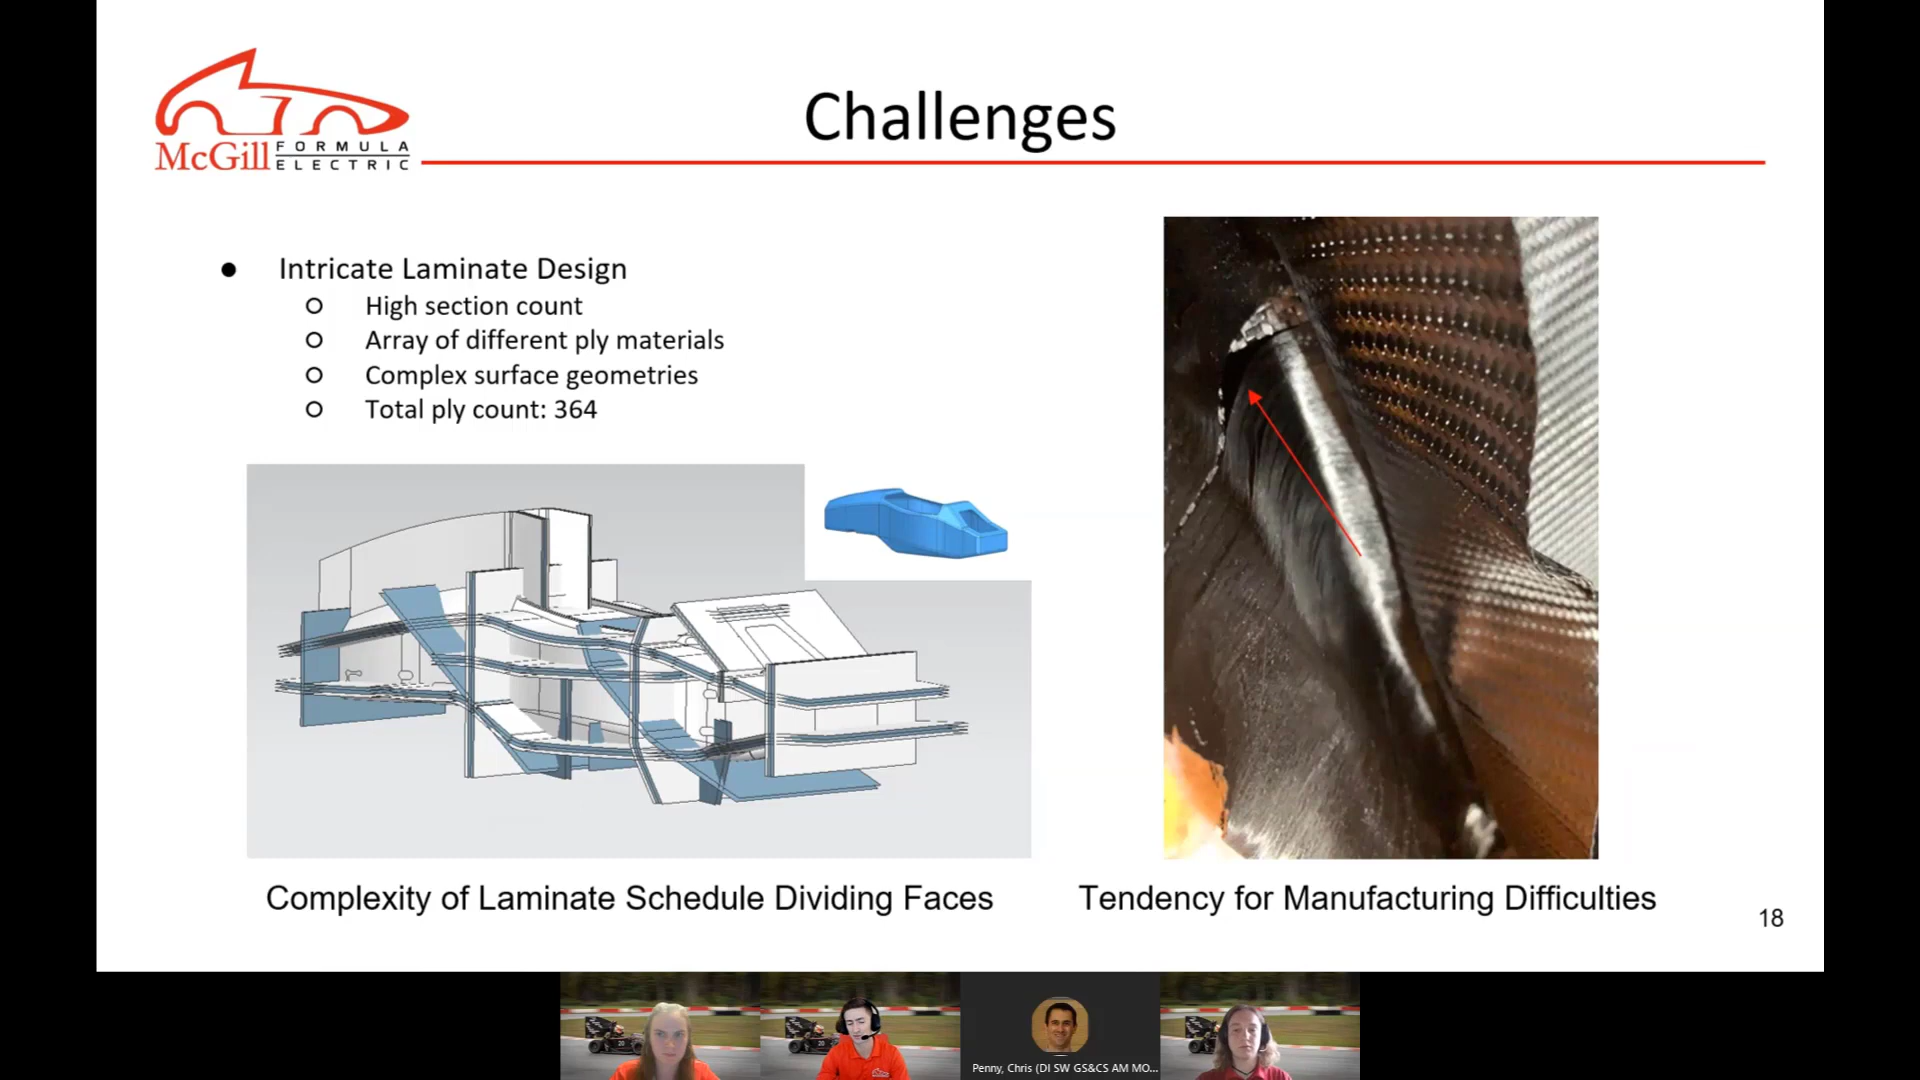 McGill FORMULA
ELECTRIC
Challenges
● Intricate Laminate Design
○ High section count
○ Array of different ply materials
○ Complex surface geometries
○ Total ply count: 364
Complexity of Laminate Schedule Dividing Faces
Tendency for Manufacturing Difficulties
18
Penny, Chris (DI SW GS&CS AM MO...